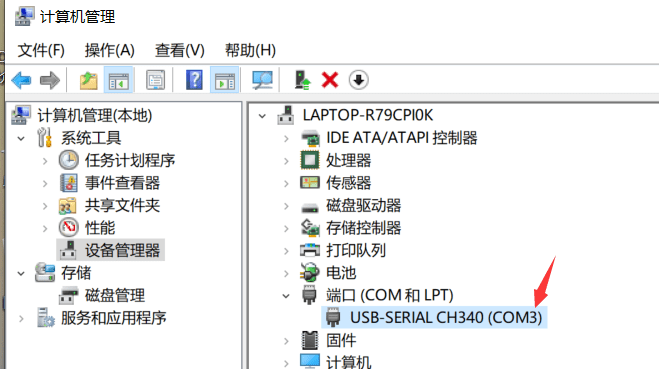 计算机管理
文件(F) 操作(A) 查看(V) 帮助(H)
计算机管理(本地)
系统工具
任务计划程序
事件查看器
共享文件夹
性能
设备管理器
存储
磁盘管理
服务和应用程序
LAPTOP-R79CPI0K
IDE ATA/ATAPI 控制器
处理器
传感器
磁盘驱动器
存储控制器
打印队列
电池
端口 (COM 和 LPT)
USB-SERIAL CH340 (COM3)
固件
计算机